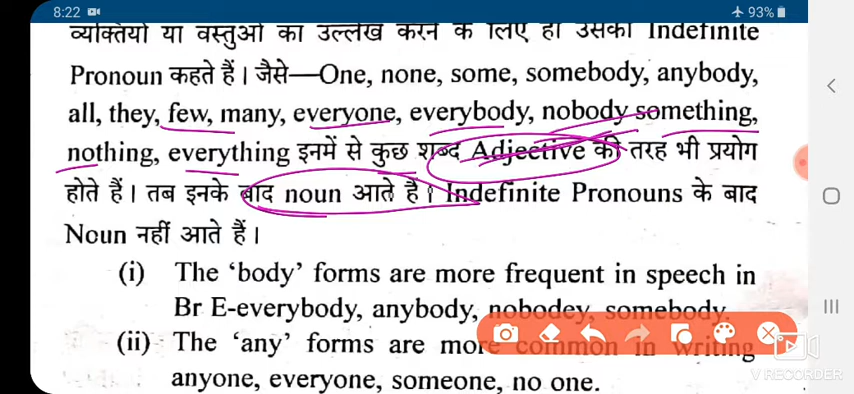 8:22 93%
व्यक्तियों या वस्तुओं का उल्लेख करने के लिए हो उसको Indefinite
Pronoun कहते हैं। जैसे—One, none, some, somebody, anybody,
all, they, few, many, everyone, everybody, nobody something,
nothing, everything इनमें से कुछ शब्द Adjective की तरह भी प्रयोग
होते हैं। तब इनके बाद noun आते है। Indefinite Pronouns के बाद
Noun नहीं आते हैं।
(i) The ‘body’ forms are more frequent in speech in
Br E-everybody, anybody, nobodey, somebody.
(ii) The ‘any’ forms are more common in writing
anyone, everyone, someone, no one.
V RECORDER